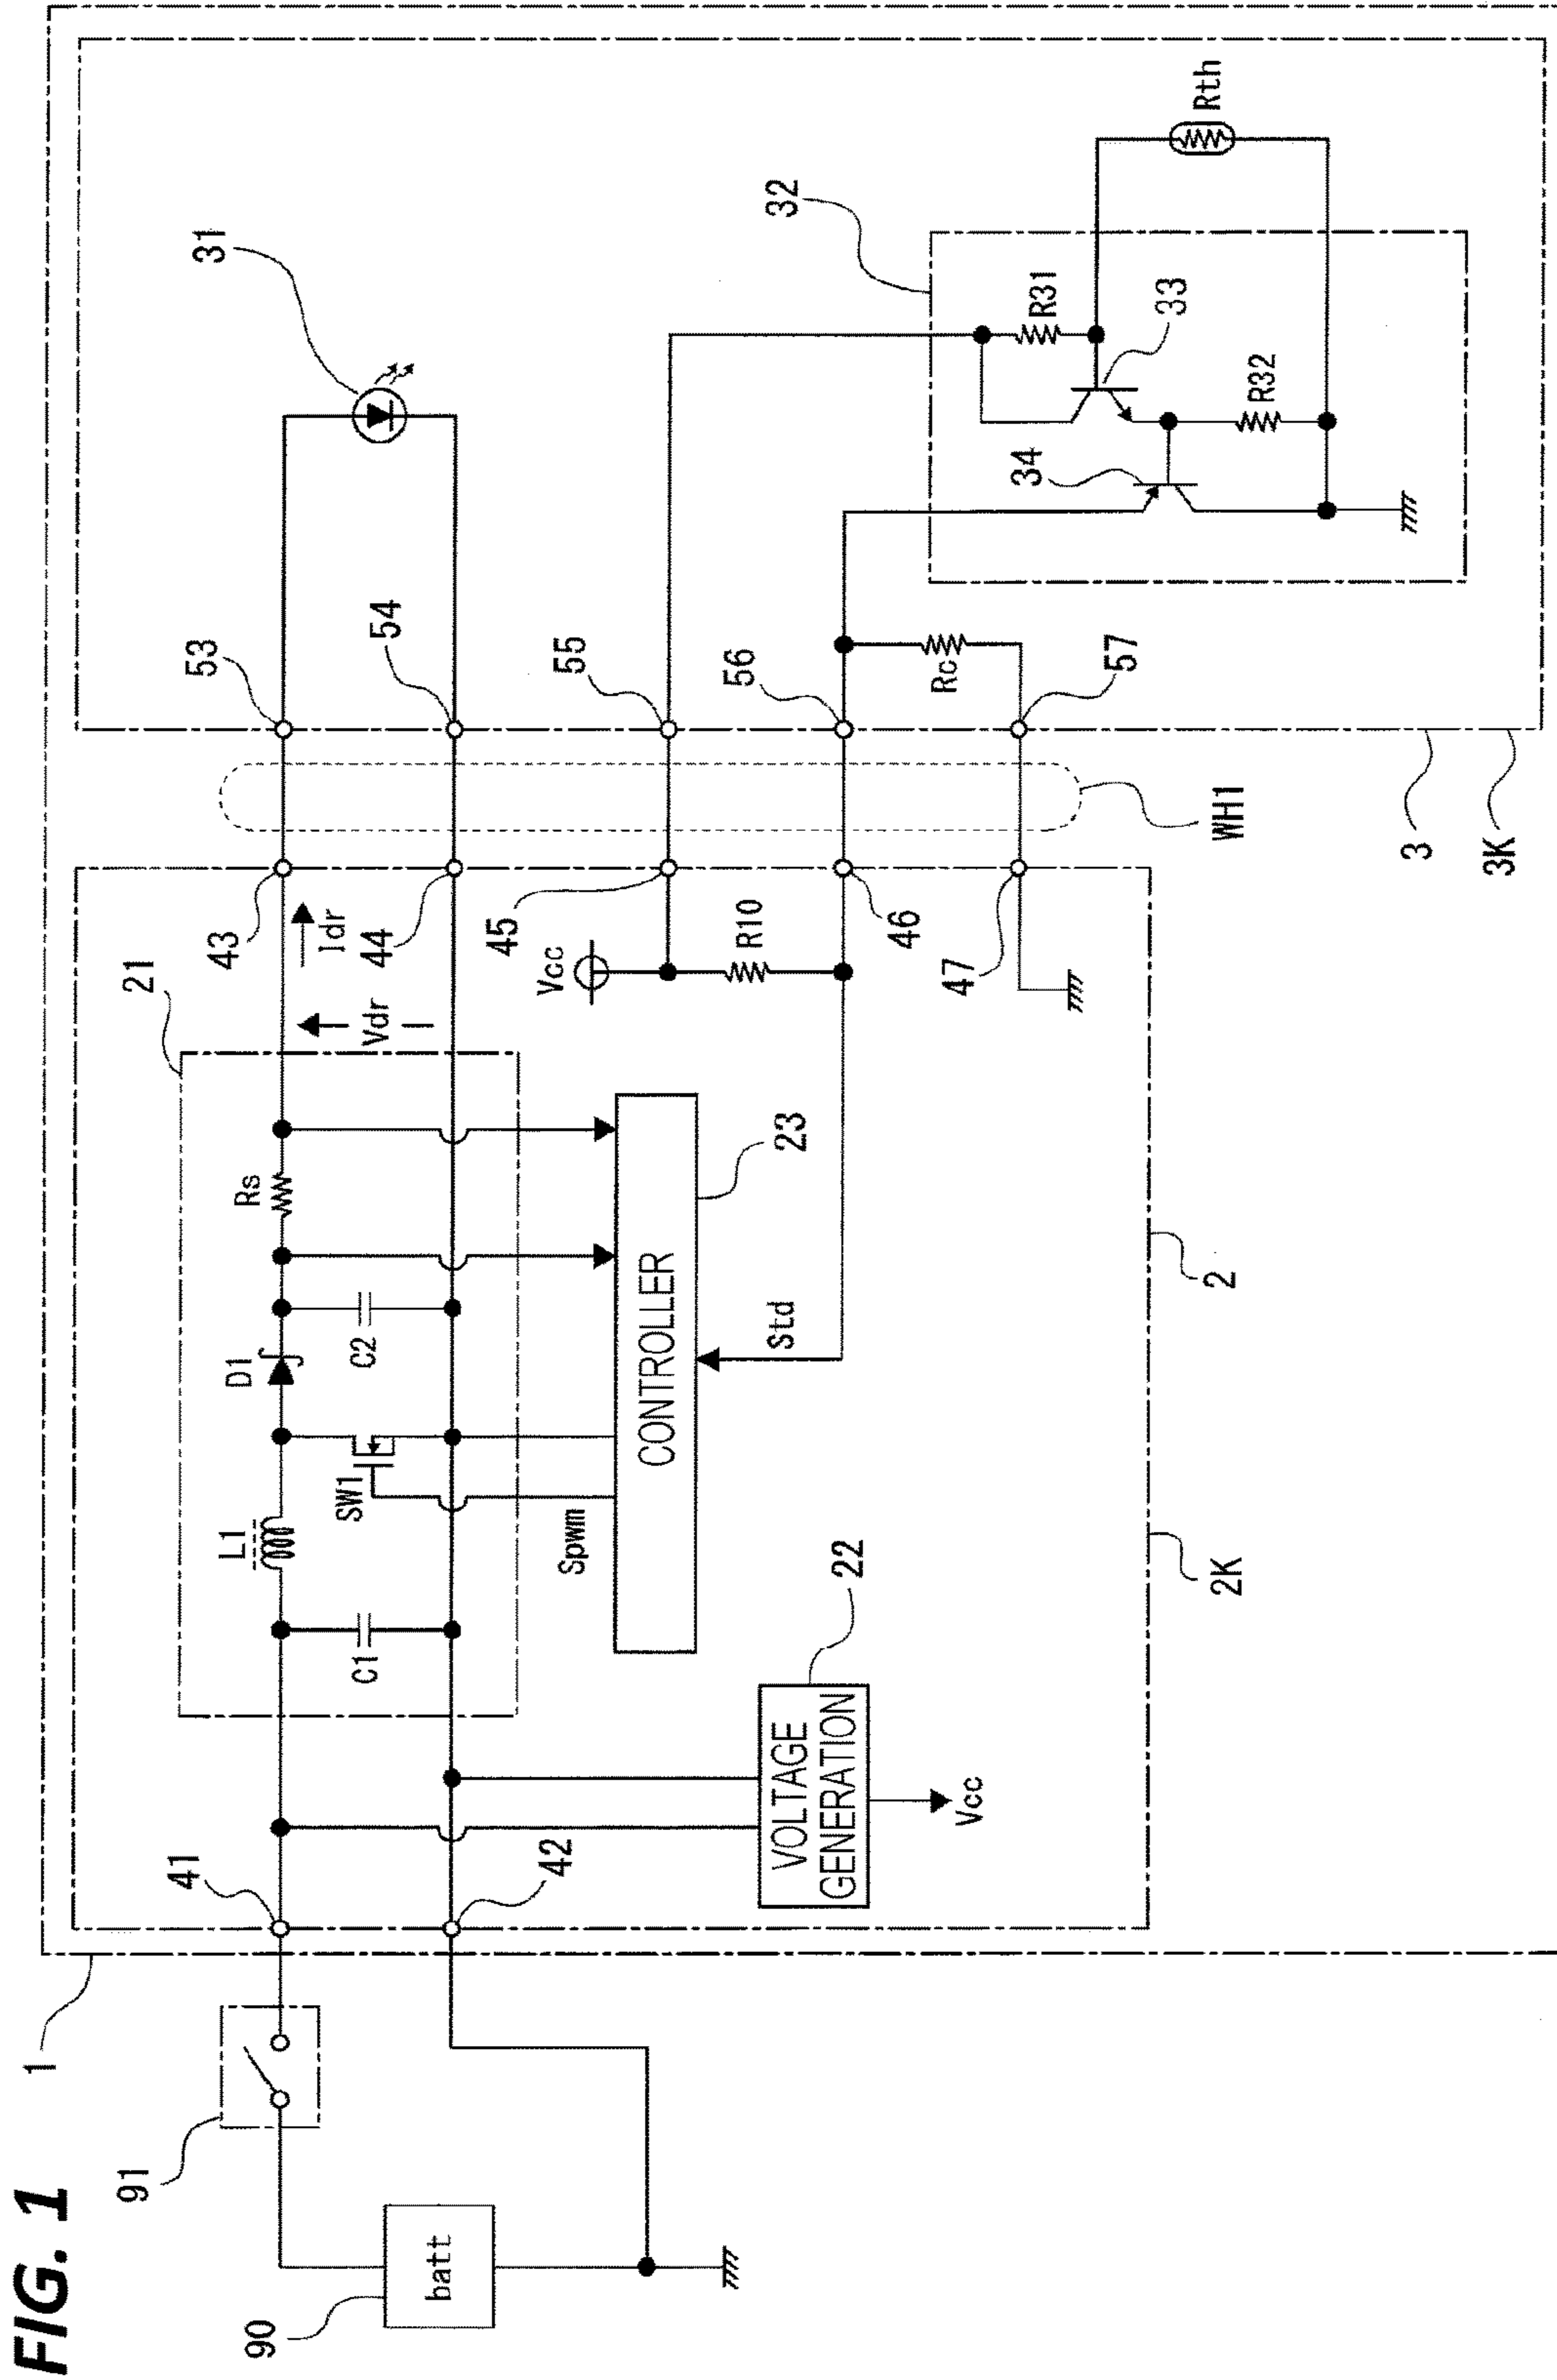 FIG. 1
1
91
90
batt
41
42
21
L1
D1
Rs
C1
SW1
C2
Spwm
CONTROLLER
23
Std
VOLTAGE
GENERATION
22
Vcc
Vdr
Idr
43
44
Vcc
45
R10
46
47
2
2K
WH1
53
54
55
56
57
Rc
31
32
R31
33
34
R32
Rth
3
3K